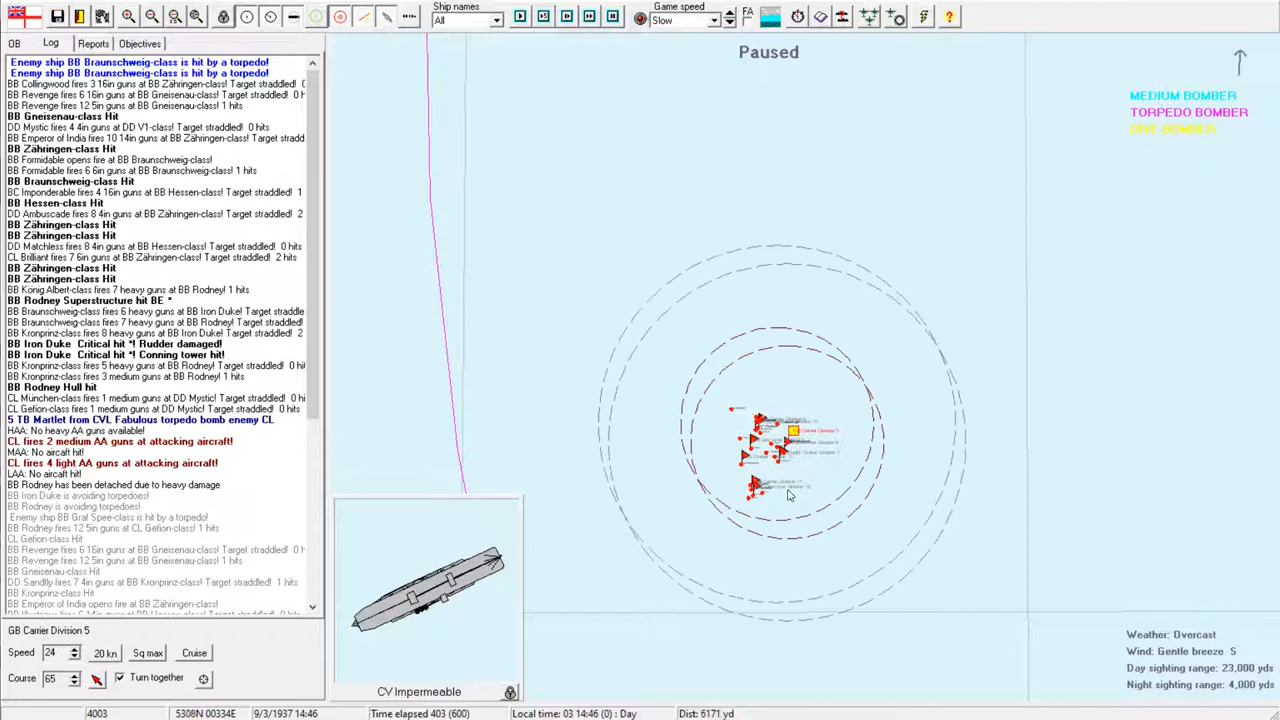 Ship names
All
Game speed
Slow
FA
OB Log Reports Objectives
Paused
Enemy ship BB Braunschweig-class is hit by a torpedo!
Enemy ship BB Braunschweig-class is hit by a torpedo!
BB Collingwood fires 3 16in guns at BB Zähringen-class! Target straddled!
BB Revenge fires 6 16in guns at BB Gneisenau-class! Target straddled! 0 h
BB Revenge fires 12 5in guns at BB Gneisenau-class! 1 hits
BB Gneisenau-class Hit
DD Mystic fires 4 4in guns at DD V1-class! Target straddled! 0 hits
BB Emperor of India fires 10 14in guns at BB Zähringen-class! Target stradd
BB Zähringen-class Hit
BB Formidable opens fire at BB Braunschweig-class!
BB Formidable fires 6 6in guns at BB Braunschweig-class! 1 hits
BB Braunschweig-class Hit
BC Imponderable fires 4 16in guns at BB Hessen-class! Target straddled! 1
BB Hessen-class Hit
DD Ambuscade fires 8 4in guns at BB Zähringen-class! Target straddled! 2
BB Zähringen-class Hit
BB Zähringen-class Hit
DD Matchless fires 8 4in guns at BB Hessen-class! Target straddled! 0 hits
CL Brilliant fires 7 6in guns at BB Zähringen-class! Target straddled! 2 hits
BB Zähringen-class Hit
BB Zähringen-class Hit
BB König Albert-class fires 7 heavy guns at BB Rodney! 1 hits
BB Rodney Superstructure hit BE *
BB Braunschweig-class fires 6 heavy guns at BB Iron Duke! Target straddled!
BB Braunschweig-class fires 7 heavy guns at BB Rodney! Target straddled!
BB Kronprinz-class fires 8 heavy guns at BB Iron Duke! Target straddled! 2
BB Iron Duke Critical hit *! Rudder damaged!
BB Iron Duke Critical hit *! Conning tower hit!
BB Kronprinz-class fires 5 heavy guns at BB Rodney! Target straddled! 0 hi
BB Kronprinz-class fires 3 medium guns at BB Rodney! 1 hits
BB Rodney Hull hit
CL München-class fires 1 medium guns at DD Mystic! Target straddled! 0 hits
CL Gefion-class fires 1 medium guns at DD Mystic! Target straddled! 0 hits
5 TB Martlet from CVL Fabulous torpedo bomb enemy CL
HAA: No heavy AA guns available!
CL fires 2 medium AA guns at attacking aircraft!
MAA: No aircaft hit!
CL fires 4 light AA guns at attacking aircraft!
LAA: No aircaft hit!
BB Rodney has been detached due to heavy damage
BB Iron Duke is avoiding torpedoes!
BB Rodney is avoiding torpedoes!
Enemy ship BB Gral Spee-class is hit by a torpedo!
BB Rodney fires 12 5in guns at CL Gefion-class! 1 hits
CL Gefion-class Hit
BB Revenge fires 6 16in guns at BB Gneisenau-class! Target straddled! 0 h
BB Revenge fires 12 5in guns at BB Gneisenau-class! 1 hits
BB Gneisenau-class Hit
DD Sandfly fires 7 4in guns at BB Kronprinz-class! Target straddled! 1 hits
BB Kronprinz-class Hit
BB Emperor of India opens fire at BB Zähringen-class!
MEDIUM BOMBER
TORPEDO BOMBER
DIVE BOMBER
GB Carrier Division 5
Speed 24 20 kn Sq max Cruise
Course 65 Turn together
CV Impermeable
Weather: Overcast
Wind: Gentle breeze S
Day sighting range: 23,000 yds
Night sighting range: 4,000 yds
4003 5308N 00334E 9/3/1937 14:46 Time elapsed 403 (600) Local time: 03 14:46 (0) : Day Dist: 6171 yd